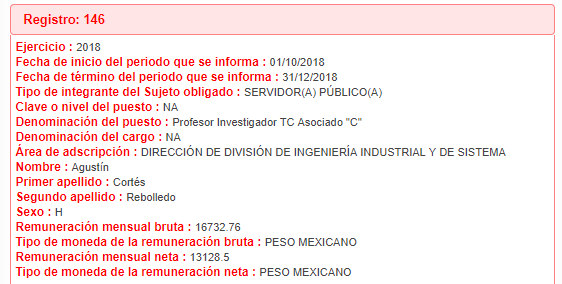 Registro: 146
Ejercicio : 2018
Fecha de inicio del periodo que se informa : 01/10/2018
Fecha de término del periodo que se informa : 31/12/2018
Tipo de integrante del Sujeto obligado : SERVIDOR(A) PÚBLICO(A)
Clave o nivel del puesto : NA
Denominación del puesto : Profesor Investigador TC Asociado "C"
Denominación del cargo : NA
Área de adscripción : DIRECCIÓN DE DIVISIÓN DE INGENIERÍA INDUSTRIAL Y DE SISTEMA
Nombre : Agustín
Primer apellido : Cortés
Segundo apellido : Rebolledo
Sexo : H
Remuneración mensual bruta : 16732.76
Tipo de moneda de la remuneración bruta : PESO MEXICANO
Remuneración mensual neta : 13128.5
Tipo de moneda de la remuneración neta : PESO MEXICANO